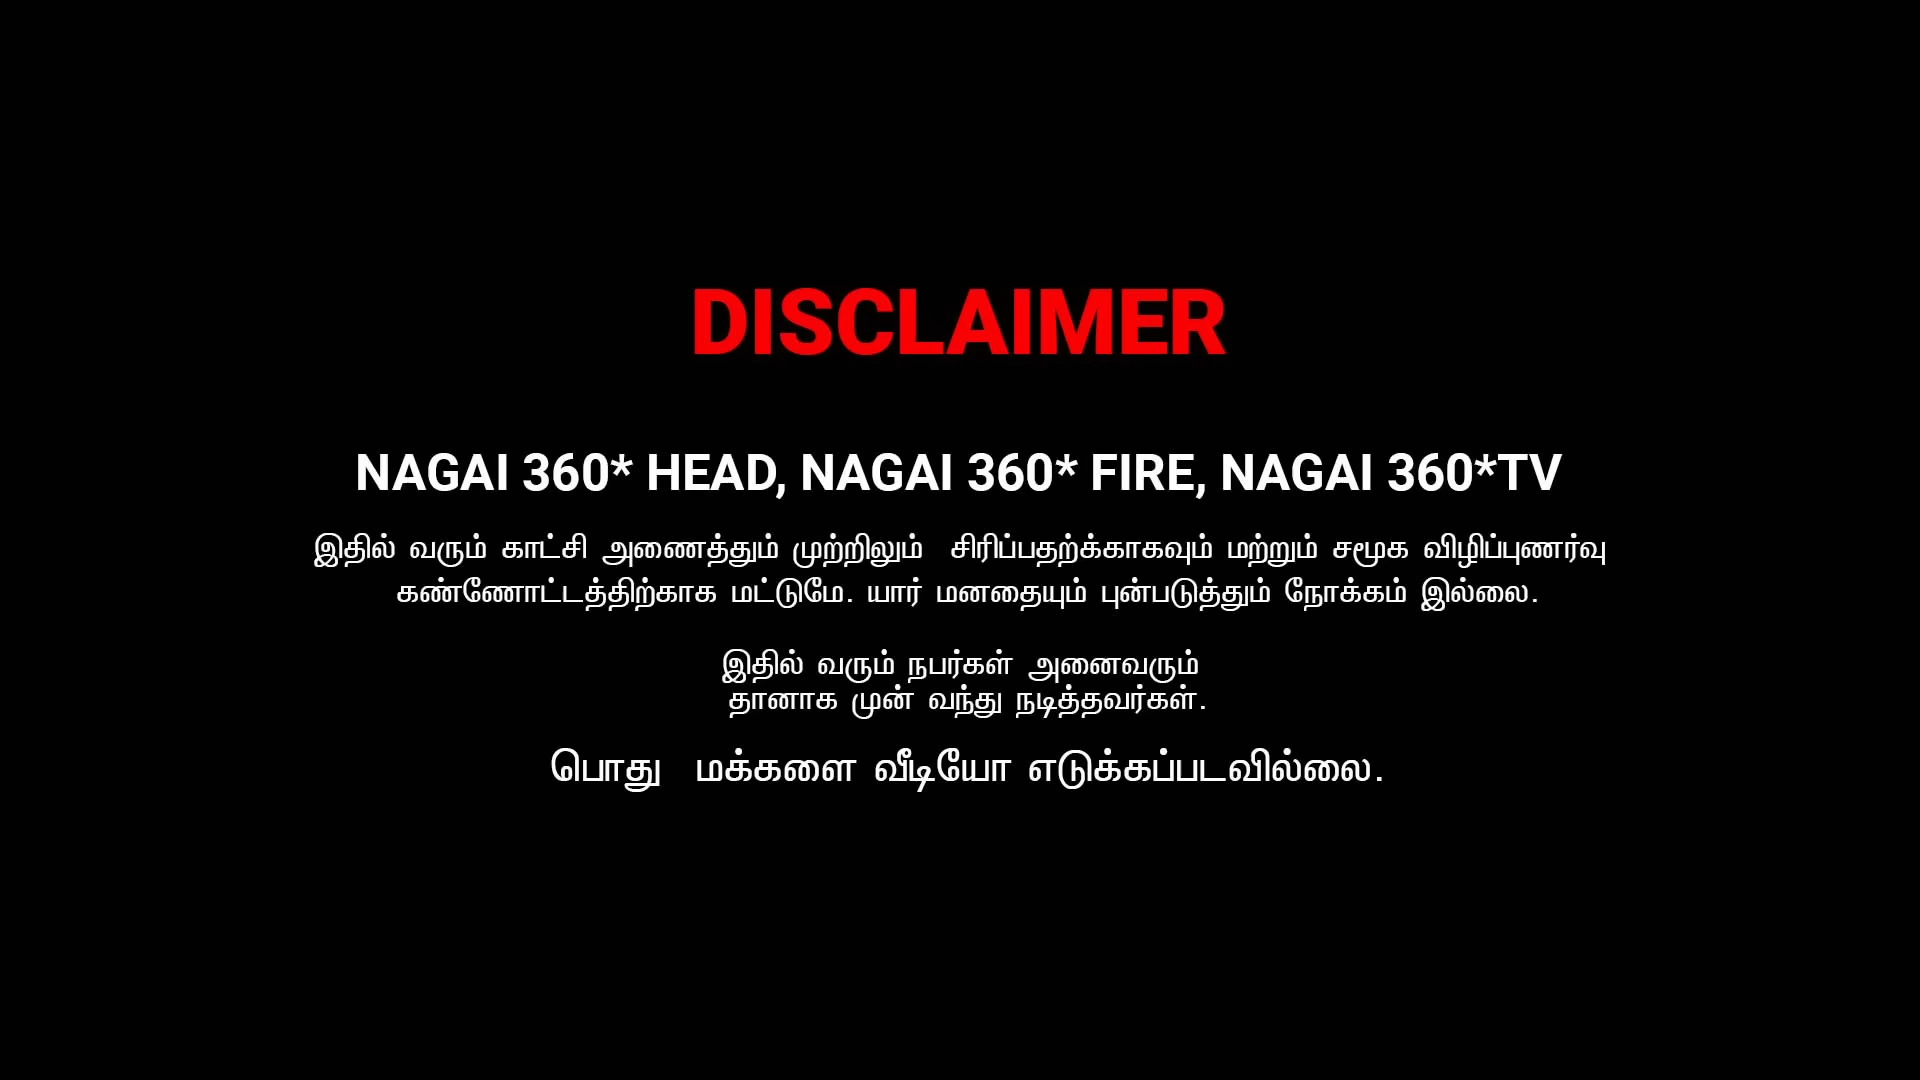 DISCLAIMER
NAGAI 360* HEAD, NAGAI 360* FIRE, NAGAI 360*TV
இதில் வரும் காட்சி அணைத்தும் முற்றிலும் சிரிப்பதற்க்காகவும் மற்றும் சமூக விழிப்புணர்வு
கண்ணோட்டத்திற்காக மட்டுமே. யார் மனதையும் புன்படுத்தும் நோக்கம் இல்லை.
இதில் வரும் நபர்கள் அனைவரும்
தானாக முன் வந்து நடித்தவர்கள்.
பொது மக்களை வீடியோ எடுக்கப்படவில்லை.